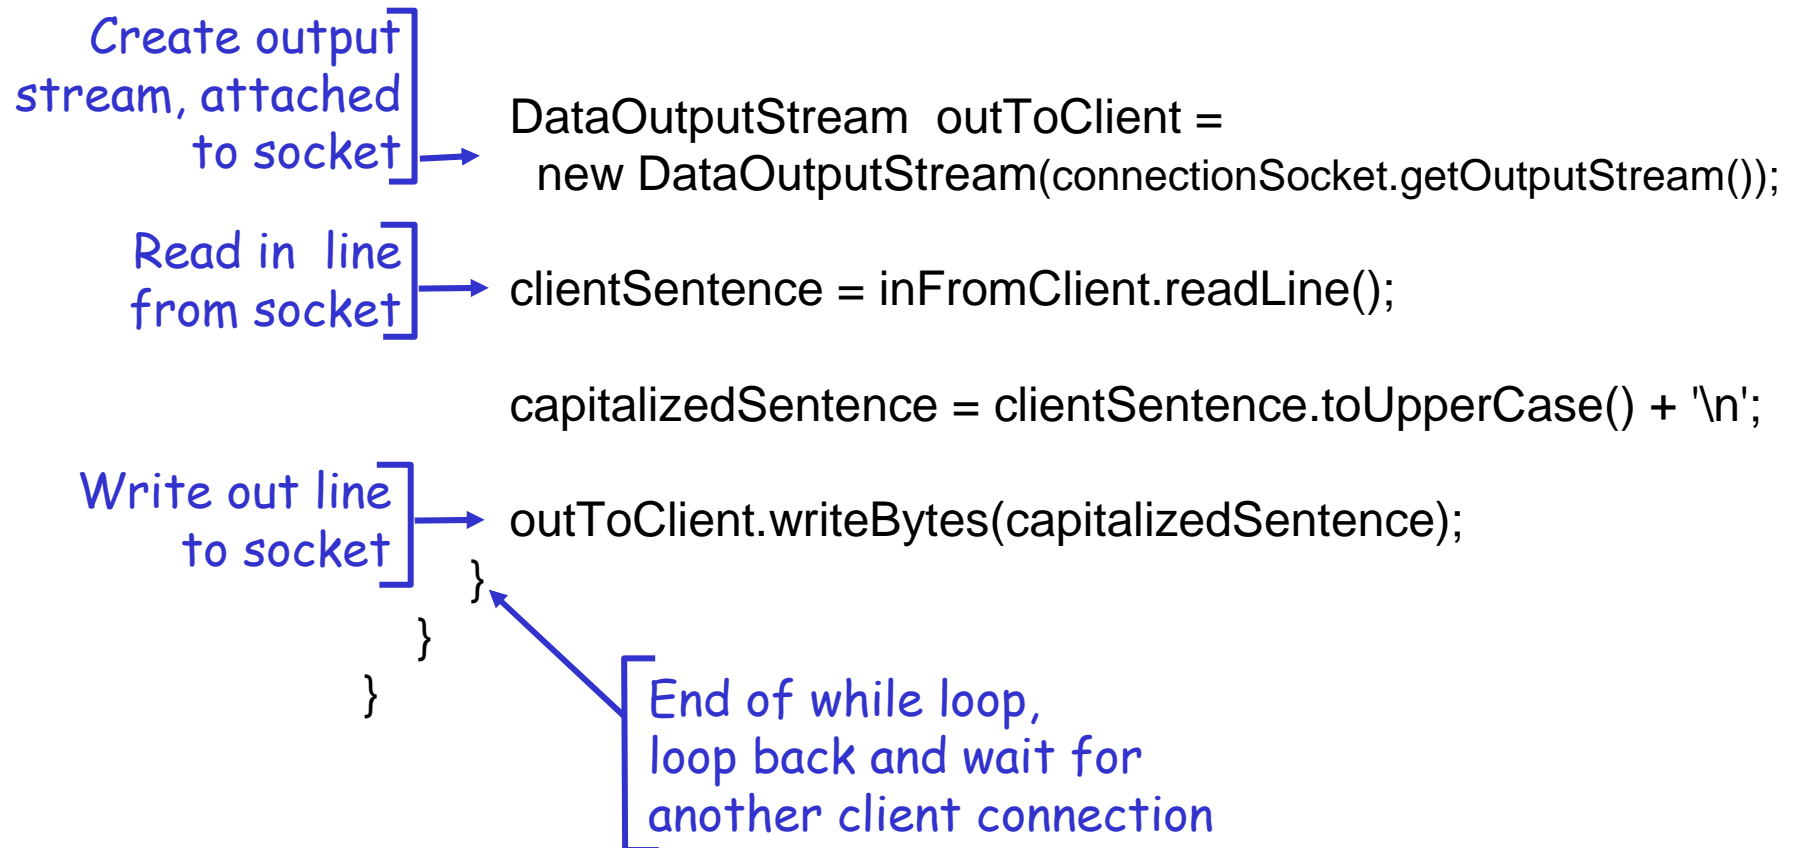 Create output
stream, attached
to socket
DataOutputStream  outToClient =
new DataOutputStream(connectionSocket.getOutputStream());
Read in  line
from socket
clientSentence = inFromClient.readLine();
capitalizedSentence = clientSentence.toUpperCase() + '\n';
Write out line
to socket
outToClient.writeBytes(capitalizedSentence);
}
}
}
End of while loop,
loop back and wait for
another client connection